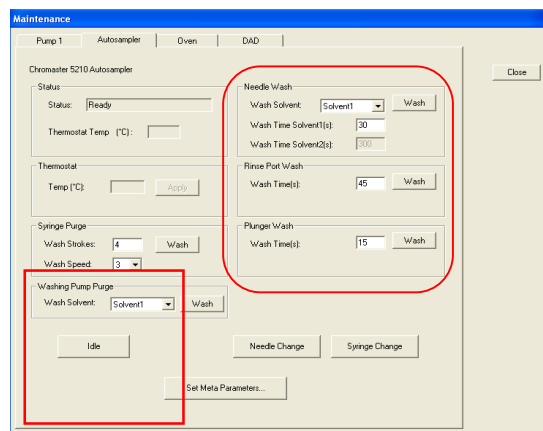 Maintenance
Pump 1 Autosampler Oven DAD
Close
Chromaster 5210 Autosampler
Status
Status: Ready
Thermostat Temp (°C):
Thermostat
Temp (°C): Apply
Syringe Purge
Wash Strokes: 4 Wash
Wash Speed: 3
Washing Pump Purge
Wash Solvent: Solvent1 Wash
Needle Wash
Wash Solvent: Solvent1 Wash
Wash Time Solvent1(s): 30
Wash Time Solvent2(s): 300
Rinse Port Wash
Wash Time(s): 45 Wash
Plunger Wash
Wash Time(s): 15 Wash
Idle Needle Change Syringe Change
Set Meta Parameters...